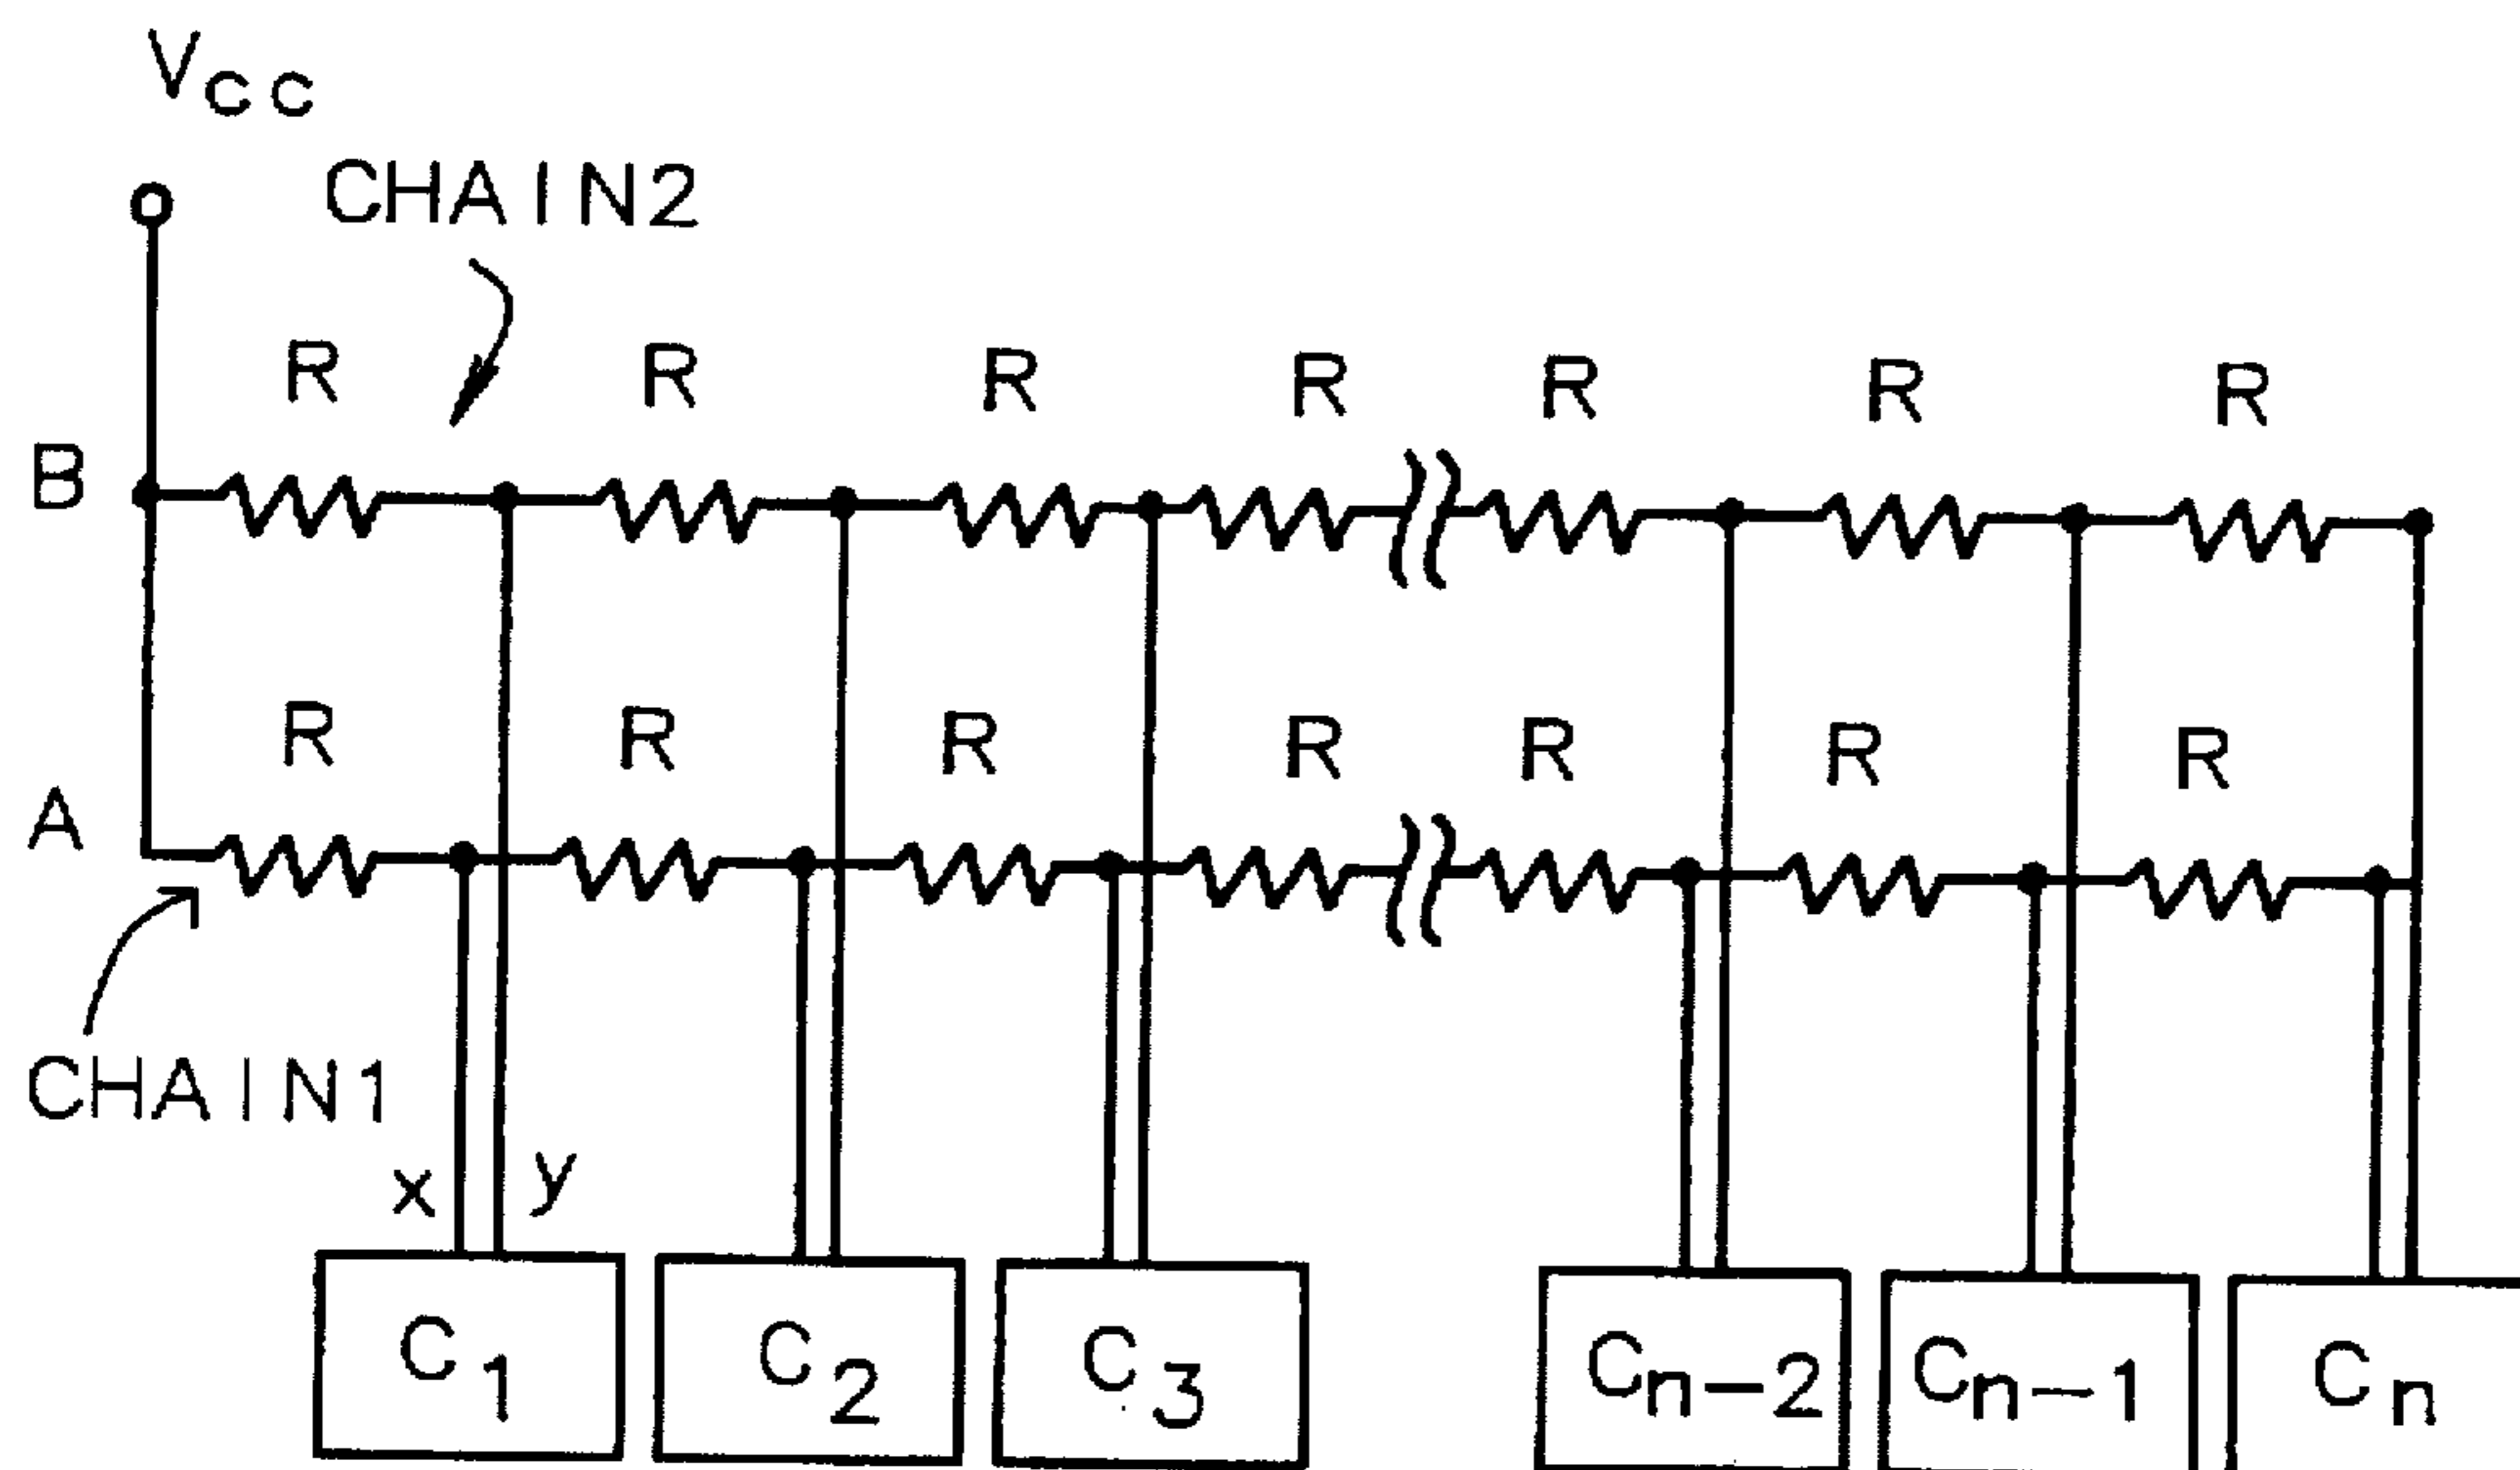 Vcc
CHAIN2
R R R R R R R
B
R R R R R R R
A
CHAIN1
x y
C1 C2 C3 Cn-2 Cn-1 Cn